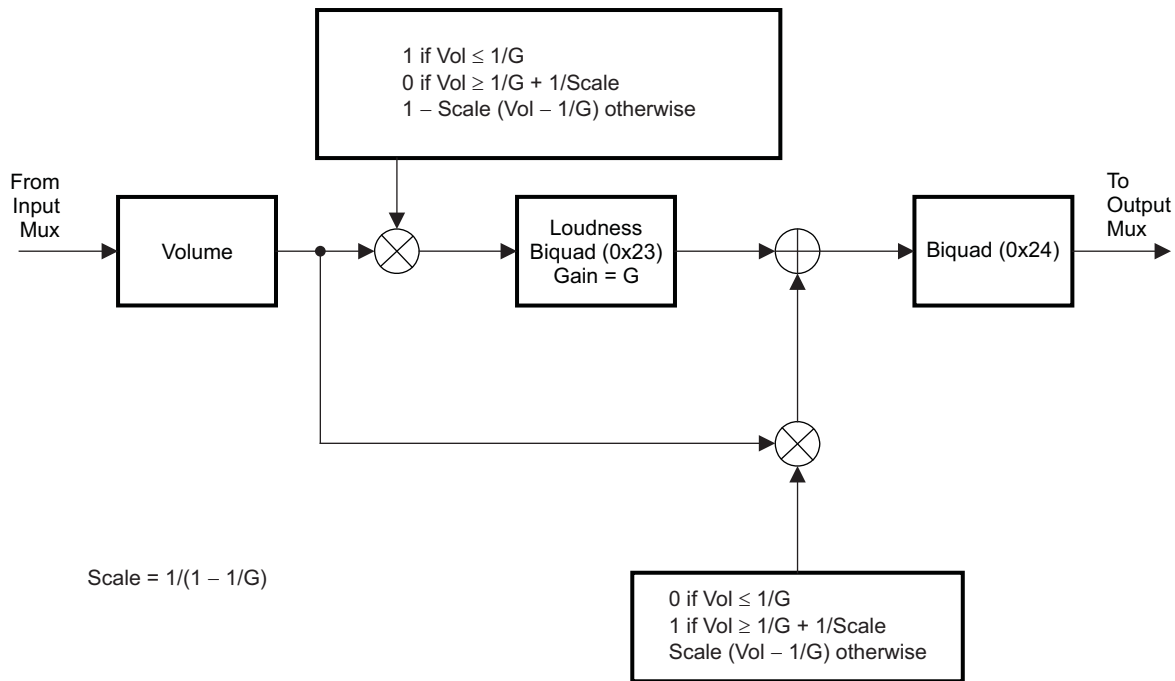 1 if Vol ≤ 1/G
0 if Vol ≥ 1/G + 1/Scale
1 – Scale (Vol – 1/G) otherwise
From
Input
Mux
Volume
Loudness
Biquad (0x23)
Gain = G
Biquad (0x24)
To
Output
Mux
Scale = 1/(1 – 1/G)
0 if Vol ≤ 1/G
1 if Vol ≥ 1/G + 1/Scale
Scale (Vol – 1/G) otherwise